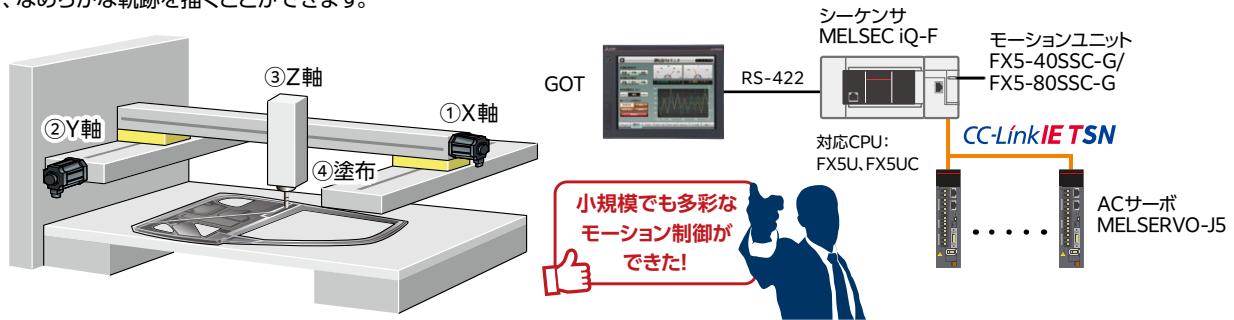 、なめらかな軌跡を描くことができます。
③Z軸
①X軸
②Y軸
④塗布
GOT
RS-422
シーケンサ
MELSEC iQ-F
モーションユニット
FX5-40SSC-G/
FX5-80SSC-G
対応CPU：
FX5U、FX5UC
CC-Link IE TSN
ACサーボ
MELSERVO-J5
小規模でも多彩な
モーション制御が
できた!